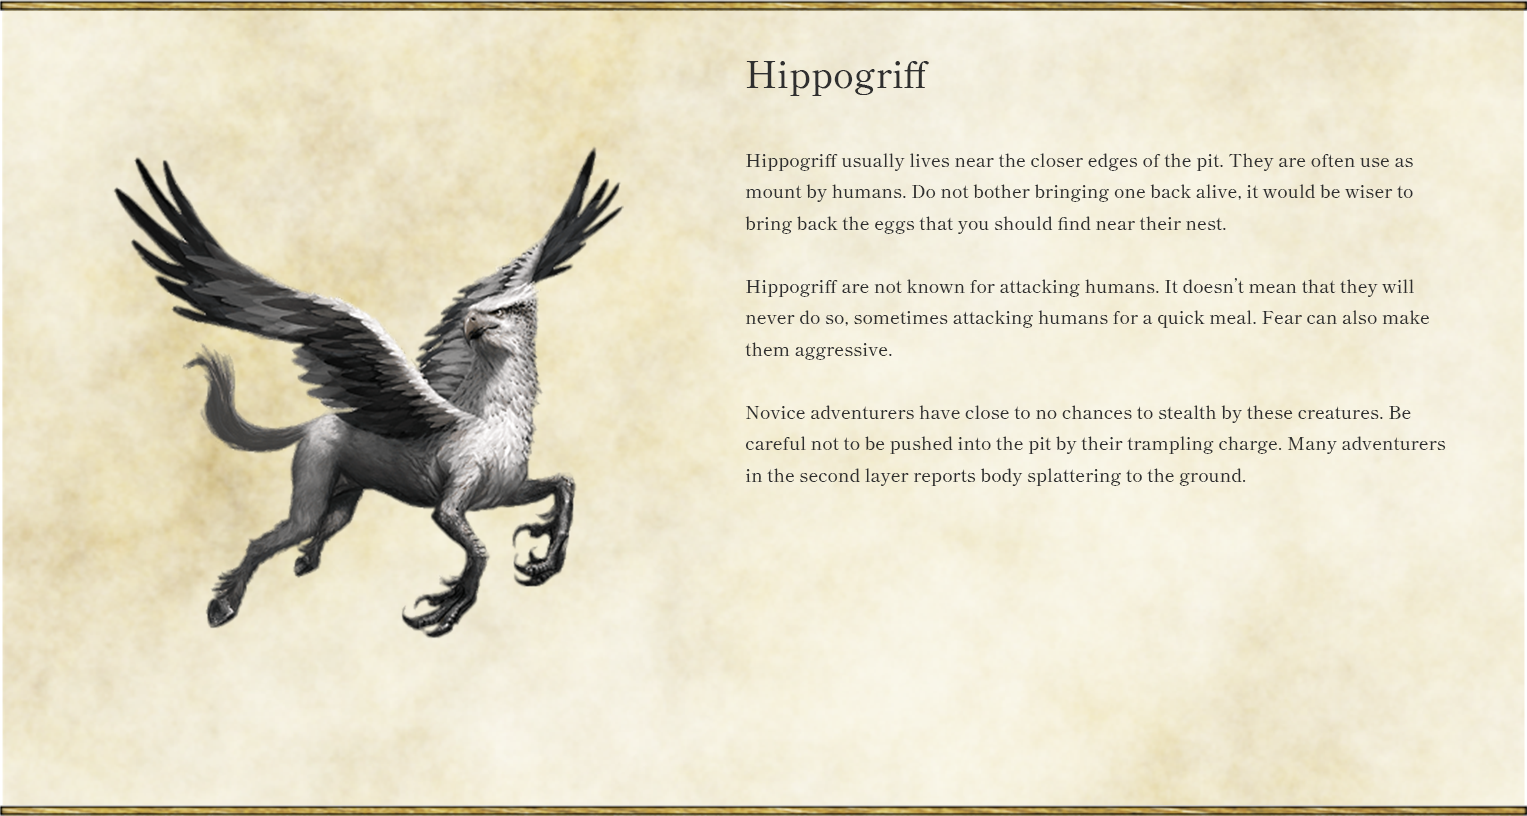 Hippogriff
Hippogriff usually lives near the closer edges of the pit. They are often use as
mount by humans. Do not bother bringing one back alive, it would be wiser to
bring back the eggs that you should find near their nest.
Hippogriff are not known for attacking humans. It doesn't mean that they will
never do so, sometimes attacking humans for a quick meal. Fear can also make
them aggressive.
Novice adventurers have close to no chances to stealth by these creatures. Be
careful not to be pushed into the pit by their trampling charge. Many adventurers
in the second layer reports body splattering to the ground.